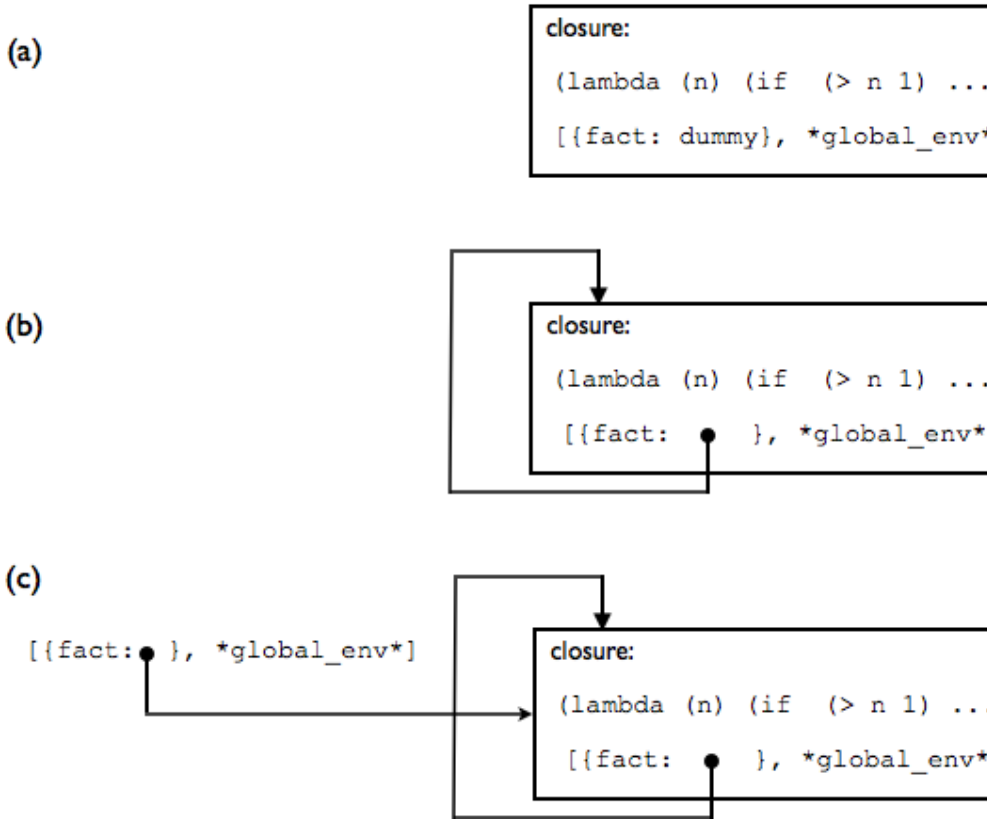 (a)
closure:
(lambda (n) (if (> n 1) ...
[{fact: dummy}, *global_env*
(b)
closure:
(lambda (n) (if (> n 1) ...
[{fact: }, *global_env*
(c)
[{fact: }, *global_env*]
closure:
(lambda (n) (if (> n 1) ...
[{fact: }, *global_env*